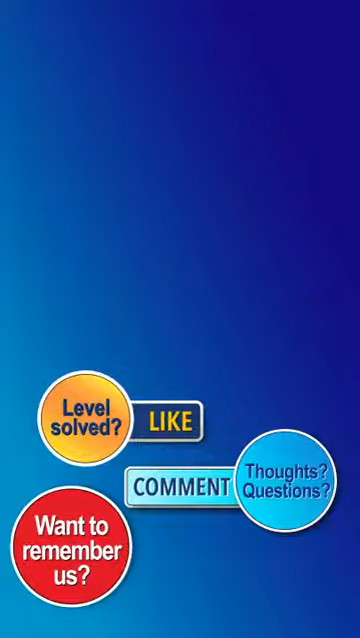 Level
solved?
LIKE
Thoughts?
Questions?
COMMENT
Want to
remember
us?